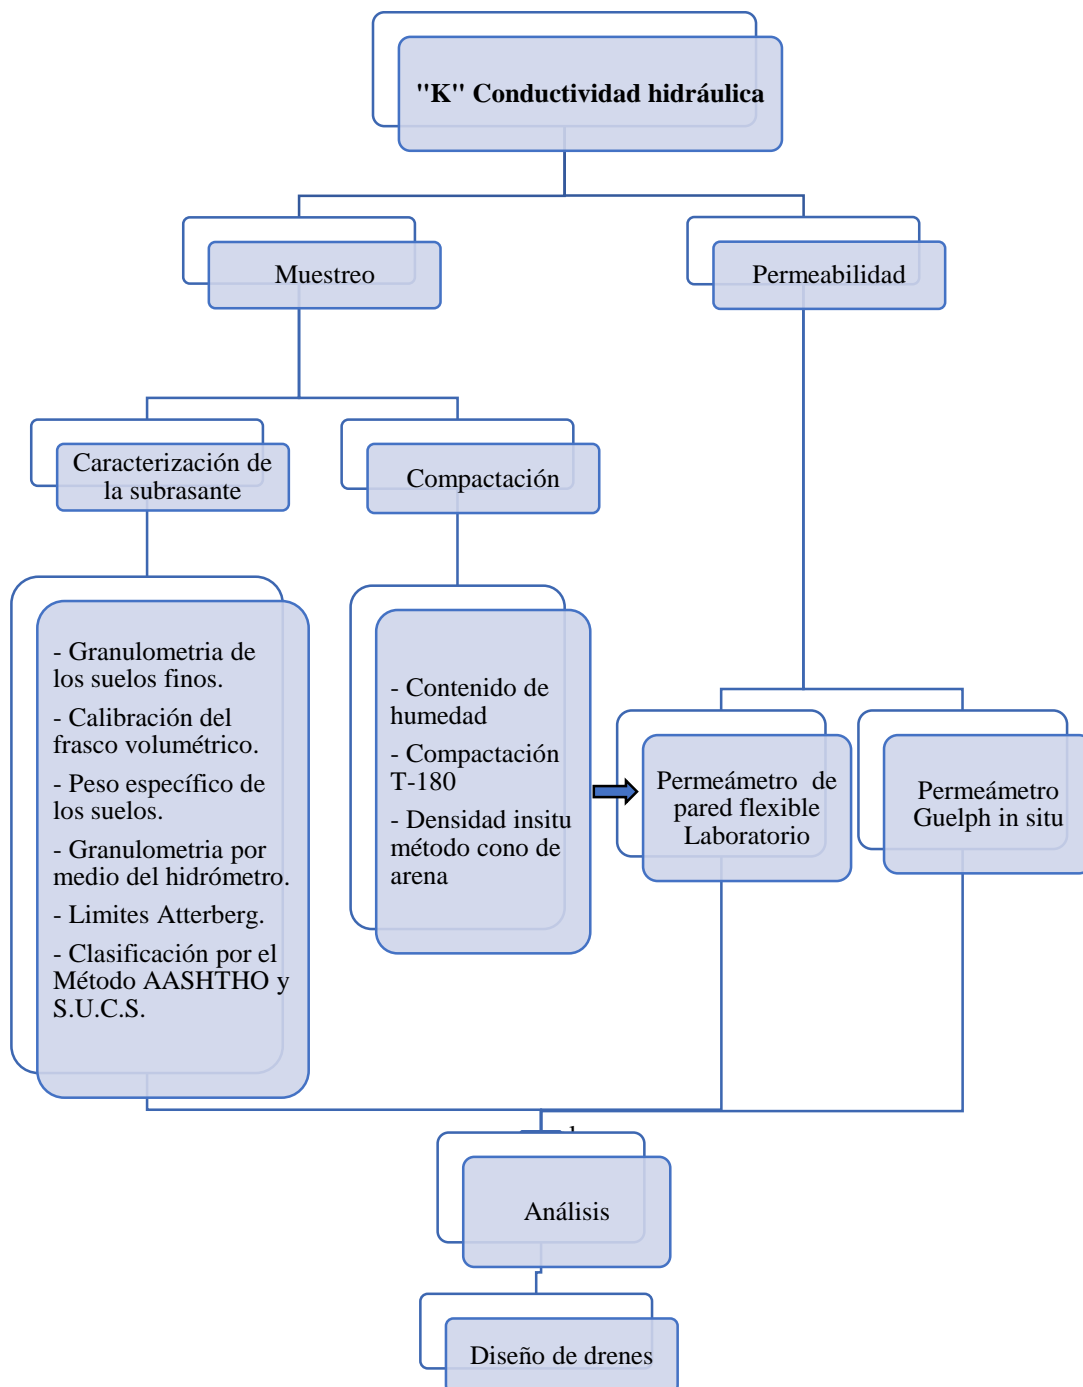 "K" Conductividad hidráulica
Muestreo
Permeabilidad
Caracterización de
la subrasante
Compactación
- Granulometria de
los suelos finos.
- Calibración del
frasco volumétrico.
- Peso específico de
los suelos.
- Granulometria por
medio del hidrómetro.
- Limites Atterberg.
- Clasificación por el
Método AASHTHO y
S.U.C.S.
- Contenido de
humedad
- Compactación
T-180
- Densidad insitu
método cono de
arena
Permeámetro de
pared flexible
Laboratorio
Permeámetro
Guelph in situ
Análisis
Diseño de drenes